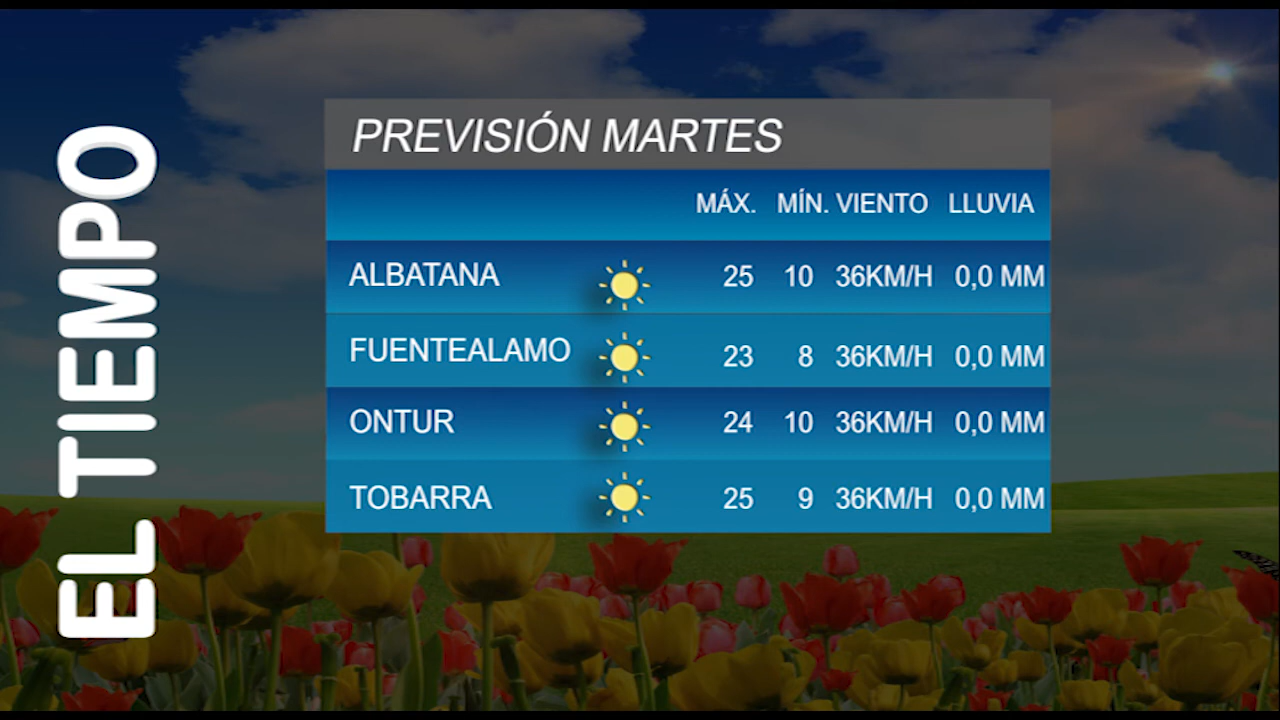 EL TIEMPO
PREVISIÓN MARTES
MÁX. MÍN. VIENTO LLUVIA
ALBATANA 25 10 36KM/H 0,0 MM
FUENTEALAMO 23 8 36KM/H 0,0 MM
ONTUR 24 10 36KM/H 0,0 MM
TOBARRA 25 9 36KM/H 0,0 MM